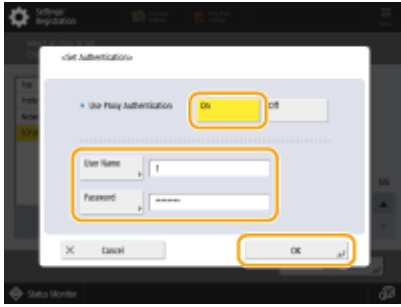 Settings/
Registration
<Set Authentication>
Use Proxy Authentication
On
Off
User Name
1
Password
*******
Cancel
OK
Status Monitor